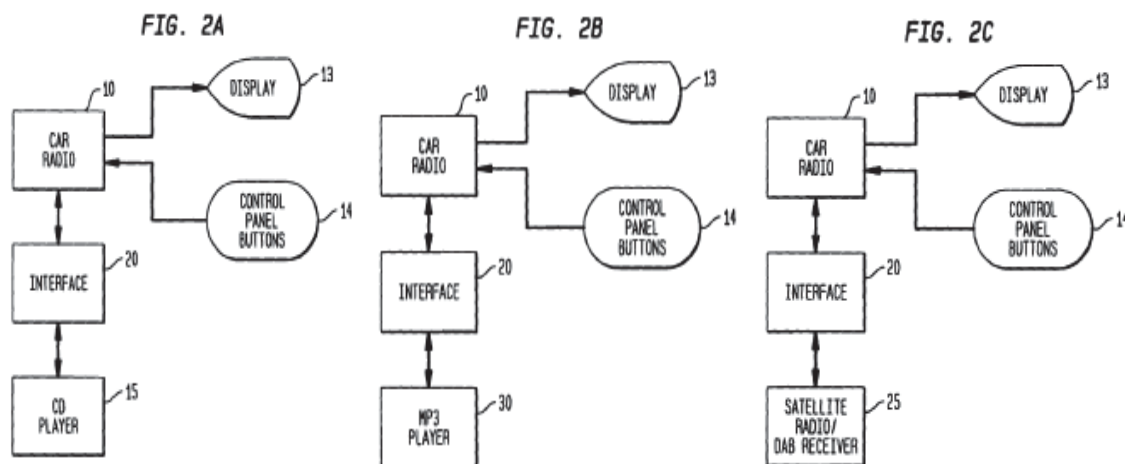 FIG. 2A
13
DISPLAY
10
CAR
RADIO
CONTROL
PANEL
BUTTONS
14
20
INTERFACE
15
CD
PLAYER
FIG. 2B
13
DISPLAY
10
CAR
RADIO
CONTROL
PANEL
BUTTONS
14
20
INTERFACE
30
MP3
PLAYER
FIG. 2C
13
DISPLAY
10
CAR
RADIO
CONTROL
PANEL
BUTTONS
14
20
INTERFACE
25
SATELLITE
RADIO/
DAB RECEIVER